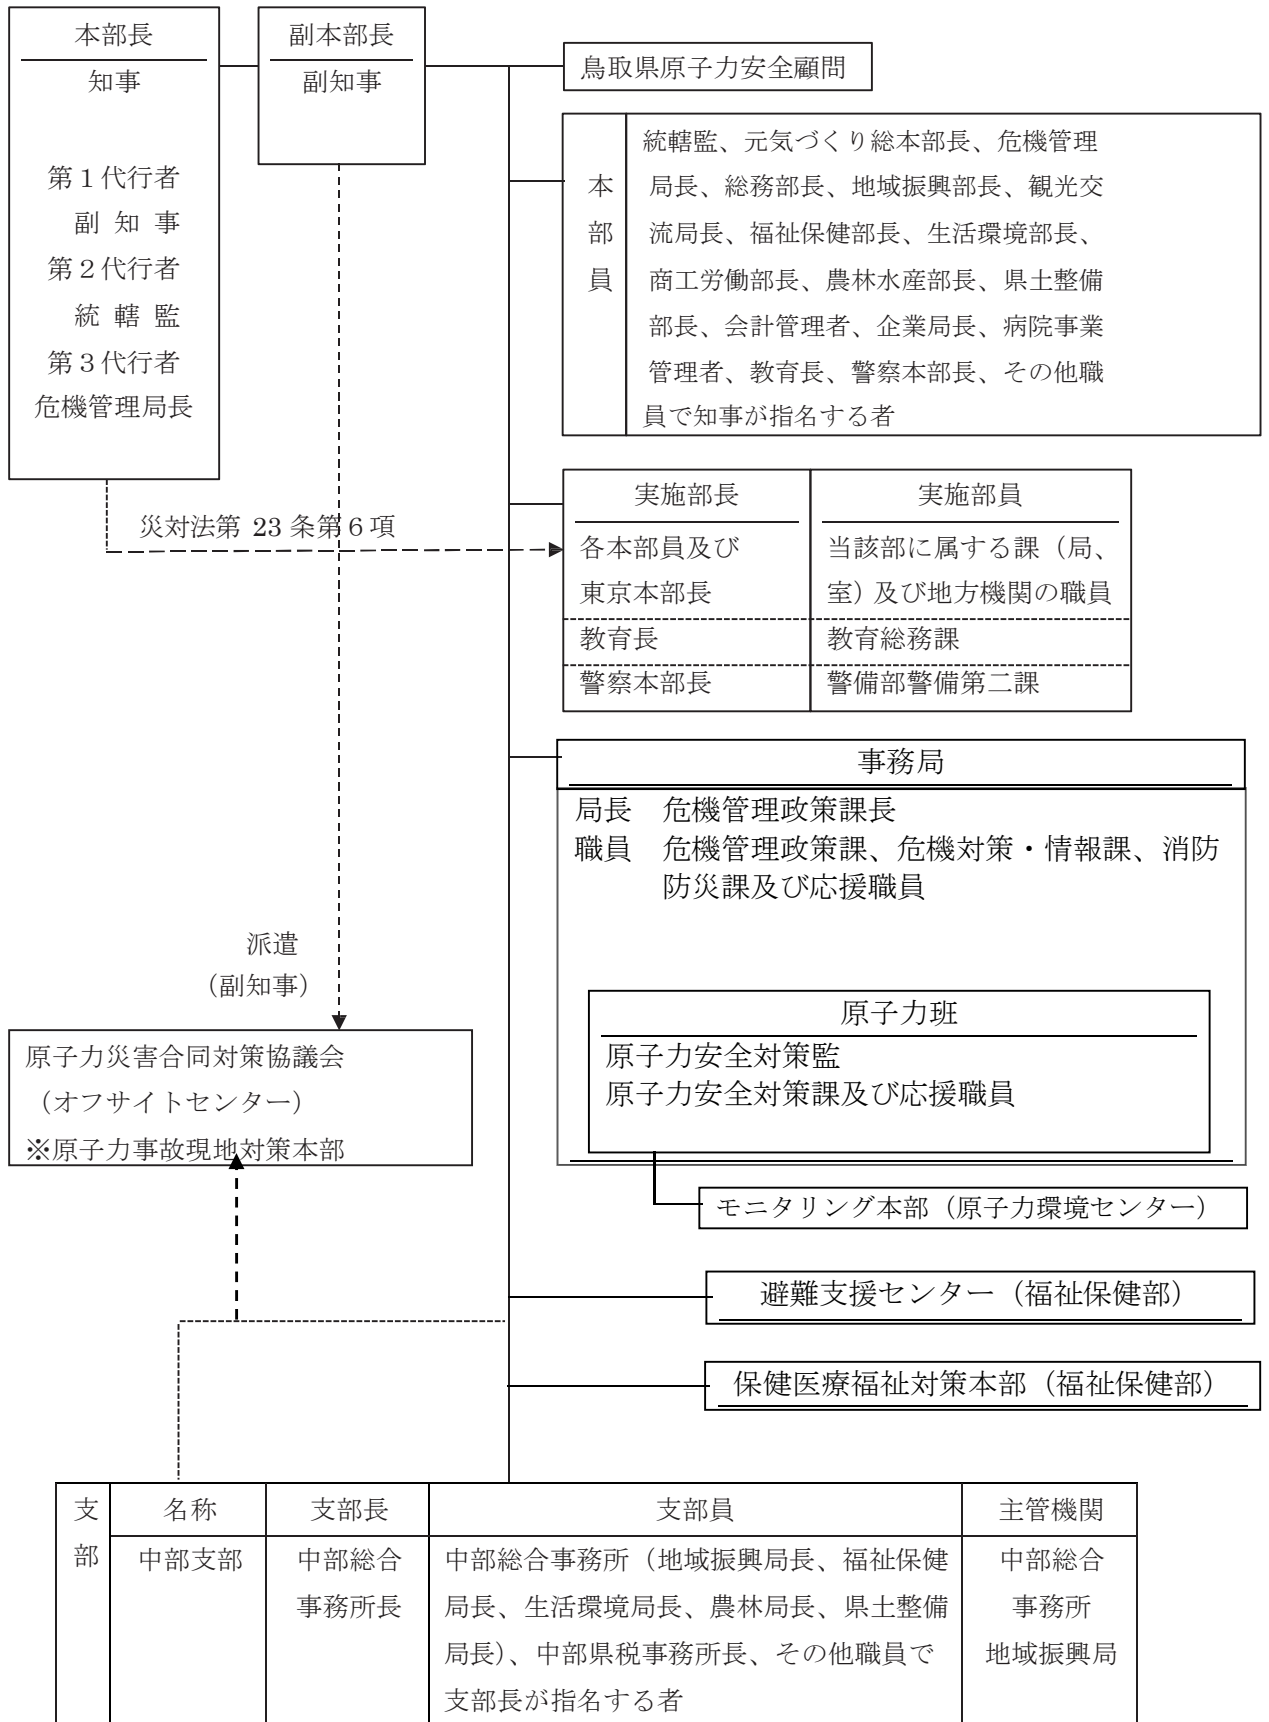 本部長
知事
第１代行者
副 知 事
第２代行者
統 轄 監
第３代行者
危機管理局長
副本部長
副知事
鳥取県原子力安全顧問
本部員
統轄監、元気づくり総本部長、危機管理
局長、総務部長、地域振興部長、観光交
流局長、福祉保健部長、生活環境部長、
商工労働部長、農林水産部長、県土整備
部長、会計管理者、企業局長、病院事業
管理者、教育長、警察本部長、その他職
員で知事が指名する者
災対法第 23 条第６項
実施部長
実施部員
各本部員及び
東京本部長
当該部に属する課（局、
室）及び地方機関の職員
教育長
教育総務課
警察本部長
警備部警備第二課
事務局
局長　危機管理政策課長
職員　危機管理政策課、危機対策・情報課、消防
防災課及び応援職員
原子力班
原子力安全対策監
原子力安全対策課及び応援職員
派遣
（副知事）
原子力災害合同対策協議会
（オフサイトセンター）
※原子力事故現地対策本部
モニタリング本部（原子力環境センター）
避難支援センター（福祉保健部）
保健医療福祉対策本部（福祉保健部）
支部
名称
支部長
支部員
主管機関
中部支部
中部総合
事務所長
中部総合事務所（地域振興局長、福祉保健
局長、生活環境局長、農林局長、県土整備
局長）、中部県税事務所長、その他職員で
支部長が指名する者
中部総合
事務所
地域振興局